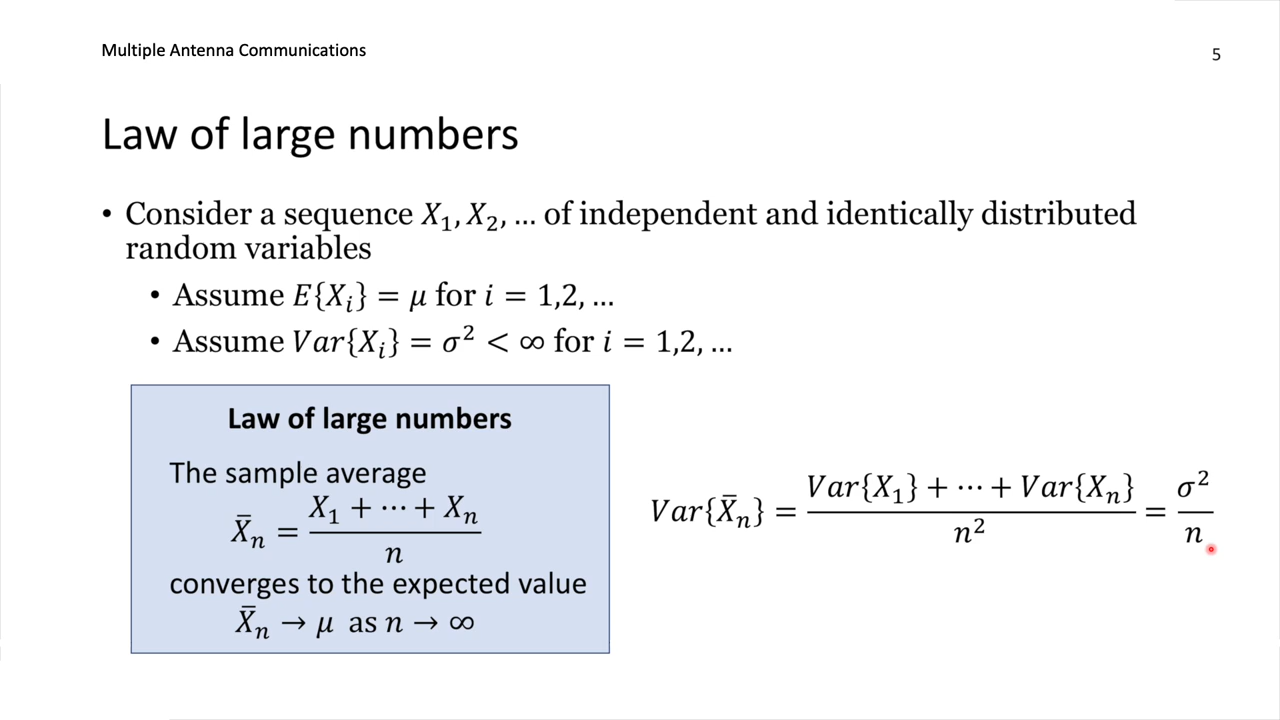 Multiple Antenna Communications
5
Law of large numbers
• Consider a sequence X₁, X₂, … of independent and identically distributed
random variables
• Assume E{Xᵢ} = μ for i = 1,2, …
• Assume Var{Xᵢ} = σ² < ∞ for i = 1,2, …
Law of large numbers
The sample average
X̄ₙ = (X₁ + ⋯ + Xₙ)/n
converges to the expected value
X̄ₙ → μ as n → ∞
Var{X̄ₙ} = (Var{X₁} + ⋯ + Var{Xₙ})/n² = σ²/n